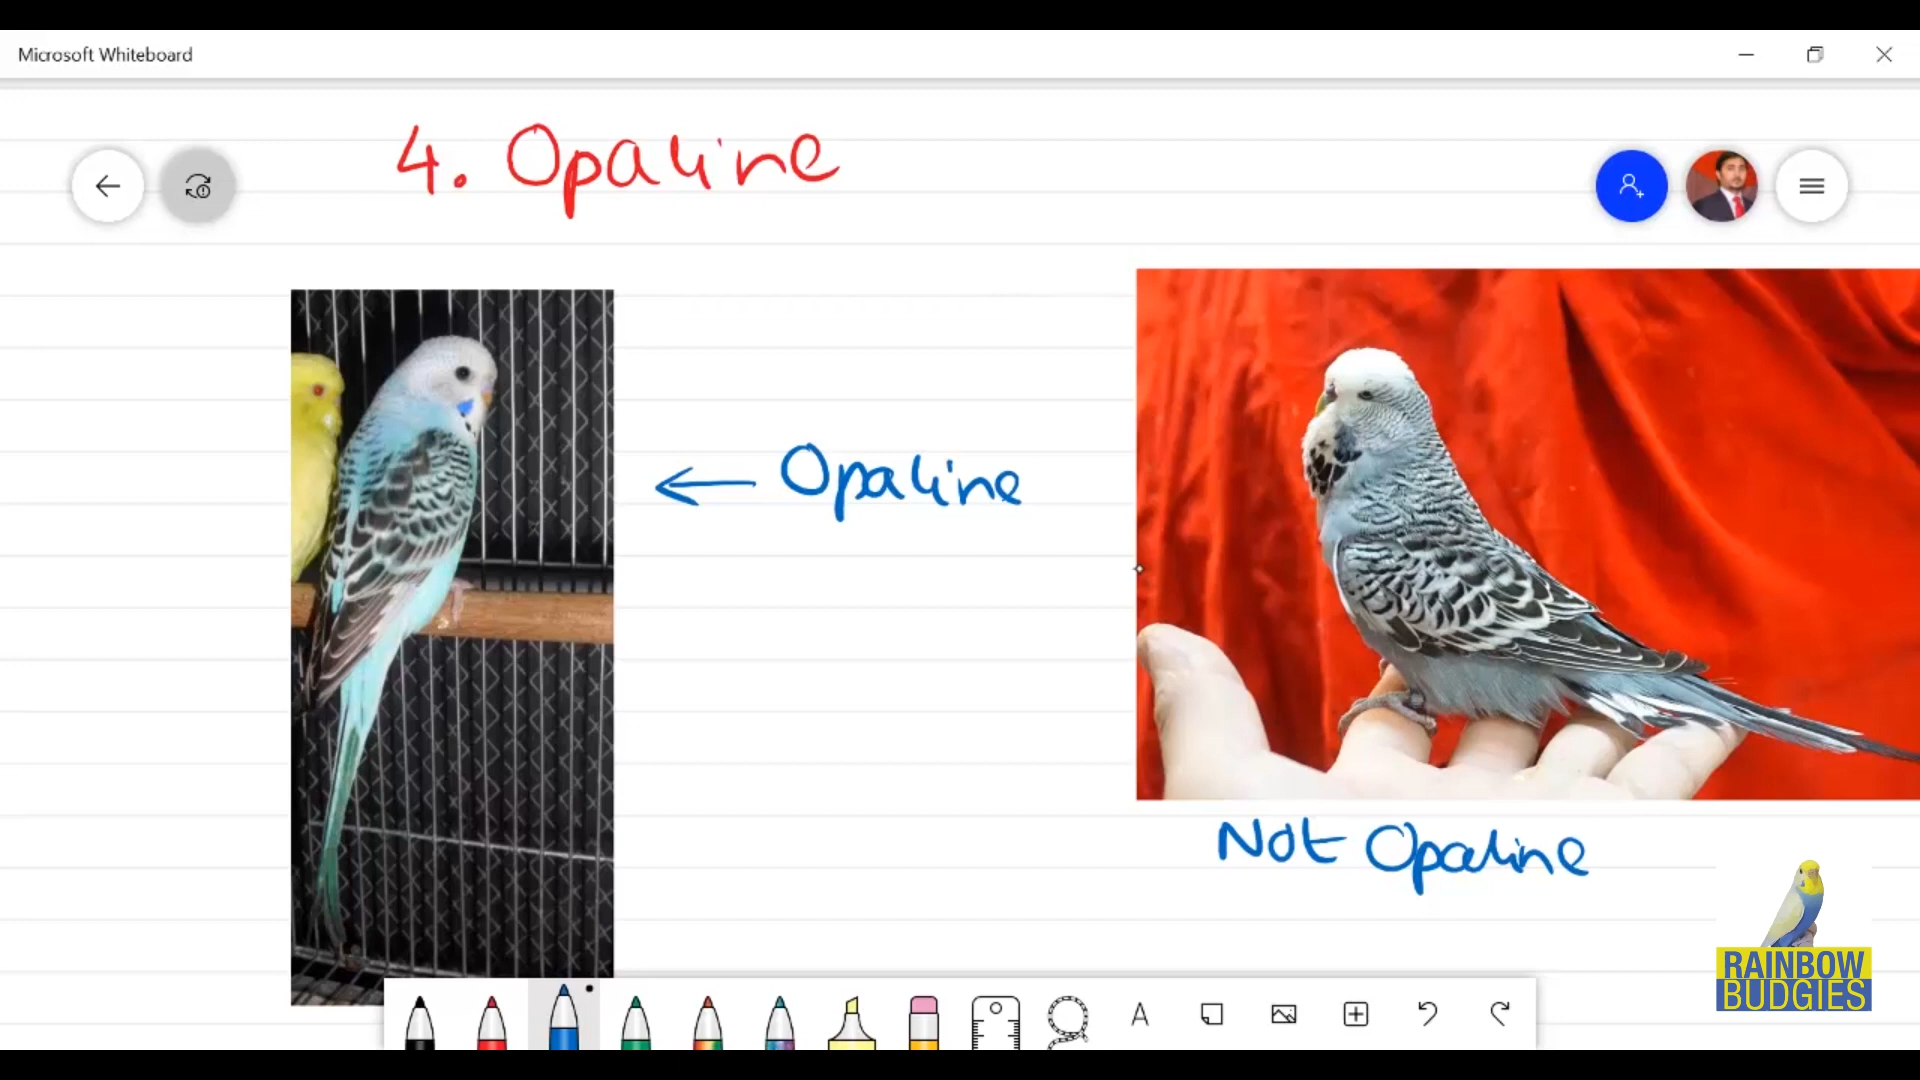 Microsoft Whiteboard
4. Opaline
← Opaline
Not Opaline
RAINBOW
BUDGIES